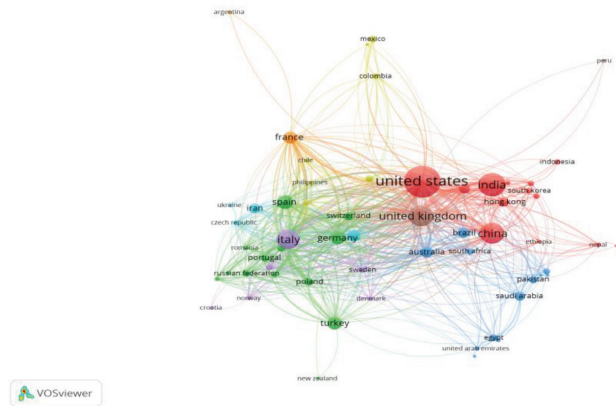 argentina
mexico
colombia
peru
france
chile
indonesia
philippines
united states
india
south korea
spain
hong kong
ukraine
iran
switzerland
united kingdom
czech republic
italy
germany
brazil
china
romania
australia
south africa
ethiopia
nepal
portugal
russian federation
sweden
poland
pakistan
norway
denmark
saudi arabia
croatia
turkey
egypt
united arab emirates
new zealand
VOSviewer